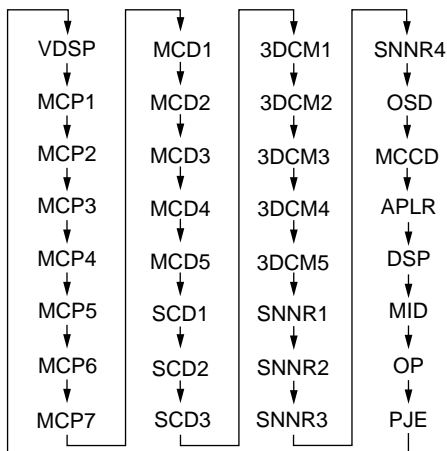 VDSP
MCP1
MCP2
MCP3
MCP4
MCP5
MCP6
MCP7
MCD1
MCD2
MCD3
MCD4
MCD5
SCD1
SCD2
SCD3
3DCM1
3DCM2
3DCM3
3DCM4
3DCM5
SNNR1
SNNR2
SNNR3
SNNR4
OSD
MCCD
APLR
DSP
MID
OP
PJE